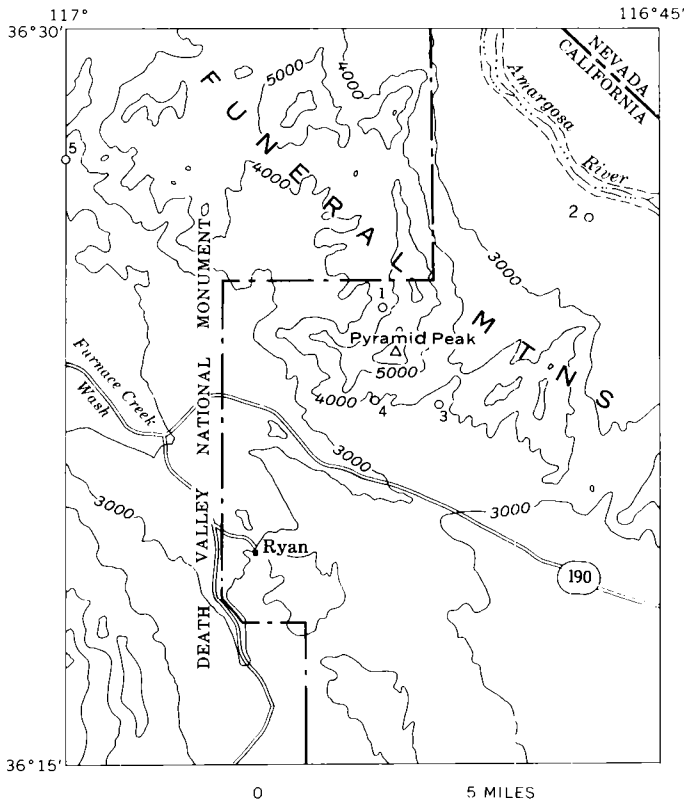 117°
116°45'
36°30'
NEVADA
CALIFORNIA
5000
4000
Amargosa
River
FUNERAL MTNS
5
4000
2
3000
1
Pyramid Peak
5000
4000
4
3
Furnace Creek
Wash
DEATH VALLEY NATIONAL MONUMENT
3000
3000
3000
Ryan
190
36°15'
0 5 MILES